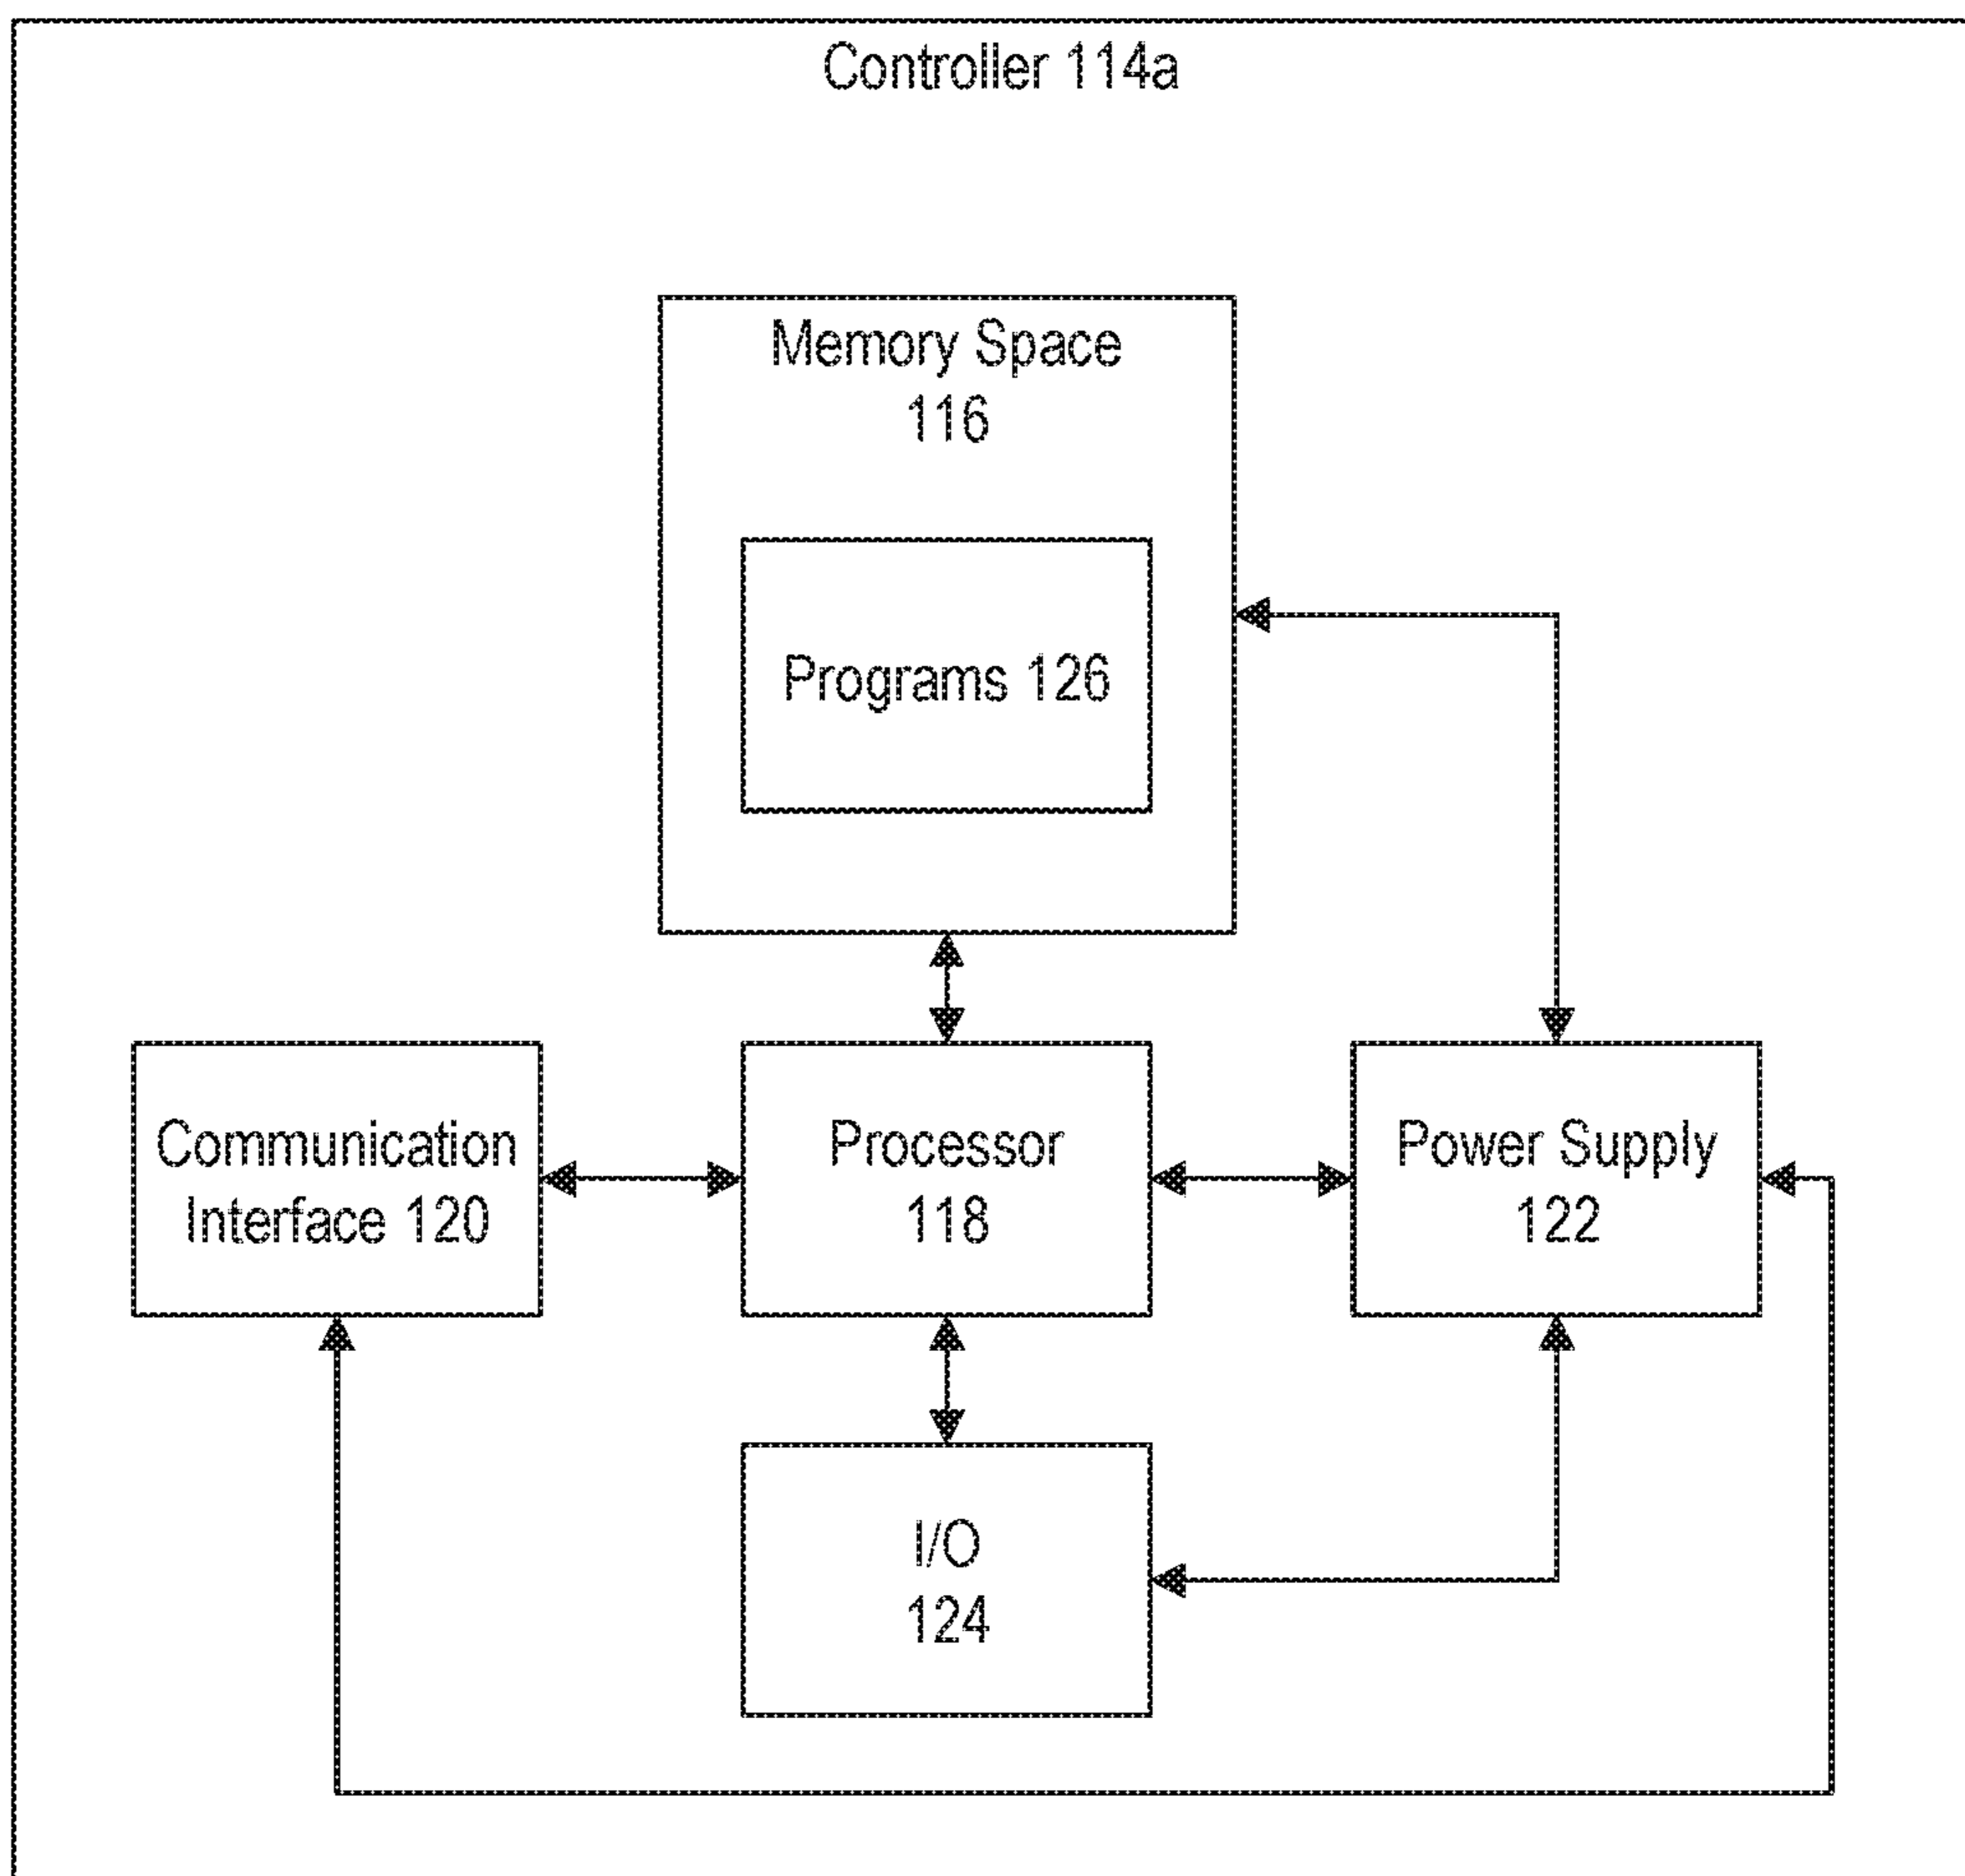 Controller 114a
Memory Space
116
Programs 126
Communication
Interface 120
Processor
118
Power Supply
122
I/O
124